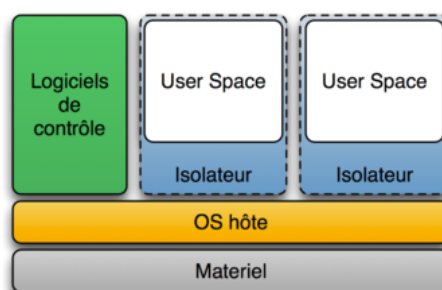 Logiciels
de
contrôle
User Space
User Space
Isolateur
Isolateur
OS hôte
Materiel